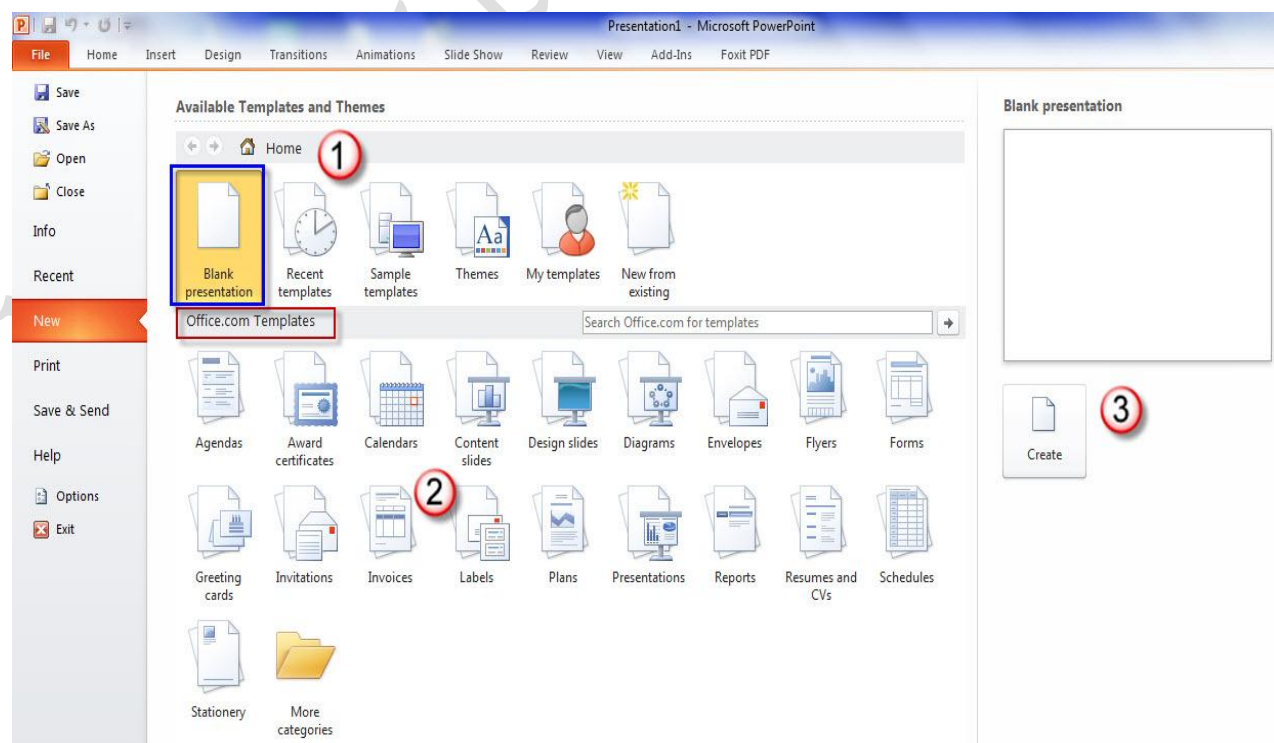 Presentation1 - Microsoft PowerPoint
File Home Insert Design Transitions Animations Slide Show Review View Add-Ins Foxit PDF
Save
Save As
Open
Close
Info
Recent
New
Print
Save & Send
Help
Options
Exit
Available Templates and Themes
Home 1
Blank presentation
Recent templates
Sample templates
Aa
Themes
My templates
New from existing
Office.com Templates
Search Office.com for templates
Agendas
Award certificates
Calendars
Content slides
Design slides
Diagrams
Envelopes
Flyers
Forms
2
Greeting cards
Invitations
Invoices
Labels
Plans
Presentations
Reports
Resumes and CVs
Schedules
Stationery
More categories
Blank presentation
3
Create